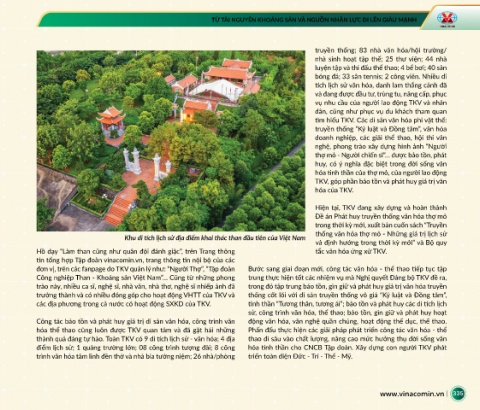 TỪ TÀI NGUYÊN KHOÁNG SẢN VÀ NGUỒN NHÂN LỰC ĐI LÊN GIÀU MẠNH
Khu di tích lịch sử địa điểm khai thác than đầu tiên của Việt Nam
Hồ dạy "Làm than cũng như quân đội đánh giặc", trên Trang thông
tin tổng hợp Tập đoàn vinacomin.vn, trang thông tin nội bộ của các
đơn vị, trên các fanpage do TKV quản lý như: "Người Thợ", "Tập đoàn
Công nghiệp Than - Khoáng sản Việt Nam"... Cũng từ những phong
trào này, nhiều ca sĩ, nghệ sĩ, nhà văn, nhà thơ, nghệ sĩ nhiếp ảnh đã
trưởng thành và có nhiều đóng góp cho hoạt động VHTT của TKV và
các địa phương trong cả nước có hoạt động SXKD của TKV.
Công tác bảo tồn và phát huy giá trị di sản văn hóa, công trình văn
hóa thể thao cũng luôn được TKV quan tâm và đã gặt hái những
thành quả đáng tự hào. Toàn TKV có 9 di tích lịch sử - văn hóa; 4 địa
điểm lịch sử; 1 quảng trường lớn; 08 công trình tượng đài; 8 công
trình văn hóa tâm linh đền thờ và nhà bia tưởng niệm; 26 nhà/phòng
truyền thống; 83 nhà văn hóa/hội trường/
nhà sinh hoạt tập thể; 25 thư viện; 44 nhà
luyện tập và thi đấu thể thao; 4 bể bơi; 40 sân
bóng đá; 33 sân tennis; 2 công viên. Nhiều di
tích lịch sử văn hóa, danh lam thắng cảnh đã
và đang được đầu tư, trùng tu, nâng cấp, phục
vụ nhu cầu của người lao động TKV và nhân
dân, cũng như phục vụ du khách tham quan
tìm hiểu TKV. Các di sản văn hóa phi vật thể:
truyền thống "Kỷ luật và Đồng tâm", văn hóa
doanh nghiệp, các giải thể thao, hội thi văn
nghệ, phong trào xây dựng hình ảnh "Người
thợ mỏ - Người chiến sĩ"... được bảo tồn, phát
huy, có ý nghĩa đặc biệt trong đời sống văn
hóa tinh thần của thợ mỏ, của người lao động
TKV, góp phần bảo tồn và phát huy giá trị văn
hóa của TKV.
Hiện tại, TKV đang xây dựng và hoàn thành
Đề án Phát huy truyền thống văn hóa thợ mỏ
trong thời kỳ mới, xuất bản cuốn sách "Truyền
thống văn hóa thợ mỏ - Những giá trị lịch sử
và định hướng trong thời kỳ mới" và Bộ quy
tắc văn hóa ứng xử TKV.
Bước sang giai đoạn mới, công tác văn hóa - thể thao tiếp tục tập
trung thực hiện tốt các nhiệm vụ mà Nghị quyết Đảng bộ TKV đề ra,
trong đó tập trung bảo tồn, gìn giữ và phát huy giá trị văn hóa truyền
thống cốt lõi với di sản truyền thống vô giá "Kỷ luật và Đồng tâm",
tinh thần "Tương thân, tương ái"; bảo tồn và phát huy các di tích lịch
sử, công trình văn hóa, thể thao; bảo tồn, gìn giữ và phát huy hoạt
động văn hóa, văn nghệ quần chúng, hoạt động thể dục, thể thao.
Phấn đấu thực hiện các giải pháp phát triển công tác văn hóa - thể
thao đi sâu vào chất lượng, nâng cao mức hưởng thụ đời sống văn
hóa tinh thần cho CNCB Tập đoàn. Xây dựng con người TKV phát
triển toàn diện Đức - Trí - Thể - Mỹ.
www.vinacomin.vn | 335